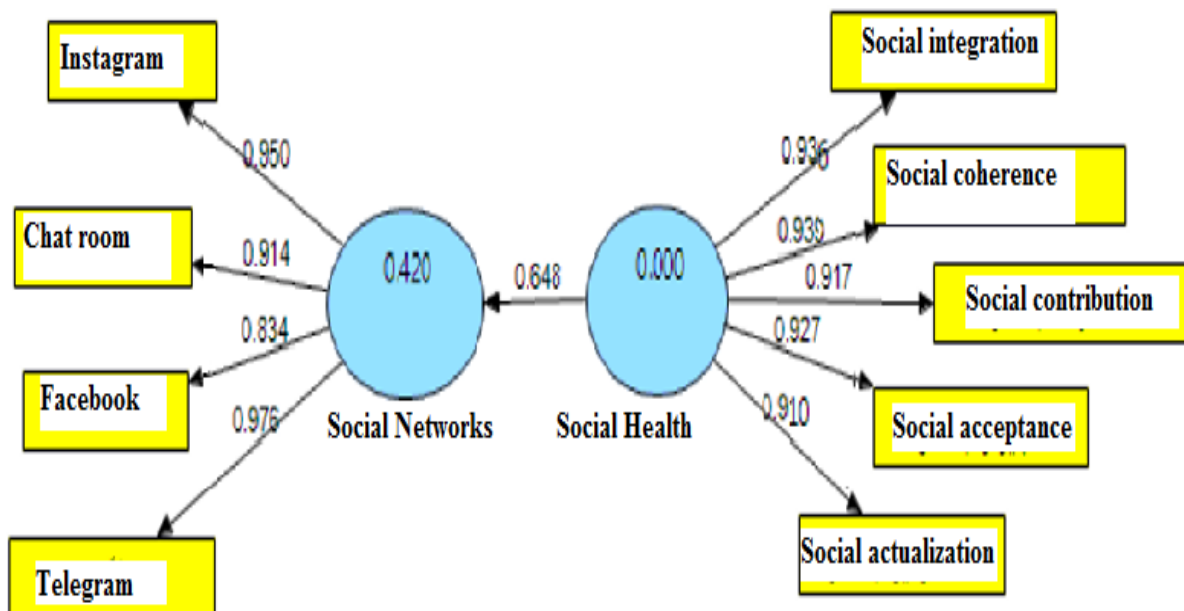 Instagram
Social integration
0.950
0.936
Social coherence
Chat room
0.914
0.420
0.648
0.000
0.939
0.917
Social contribution
0.834
0.927
Facebook
0.976
Social Networks
Social Health
0.910
Social acceptance
Social actualization
Telegram